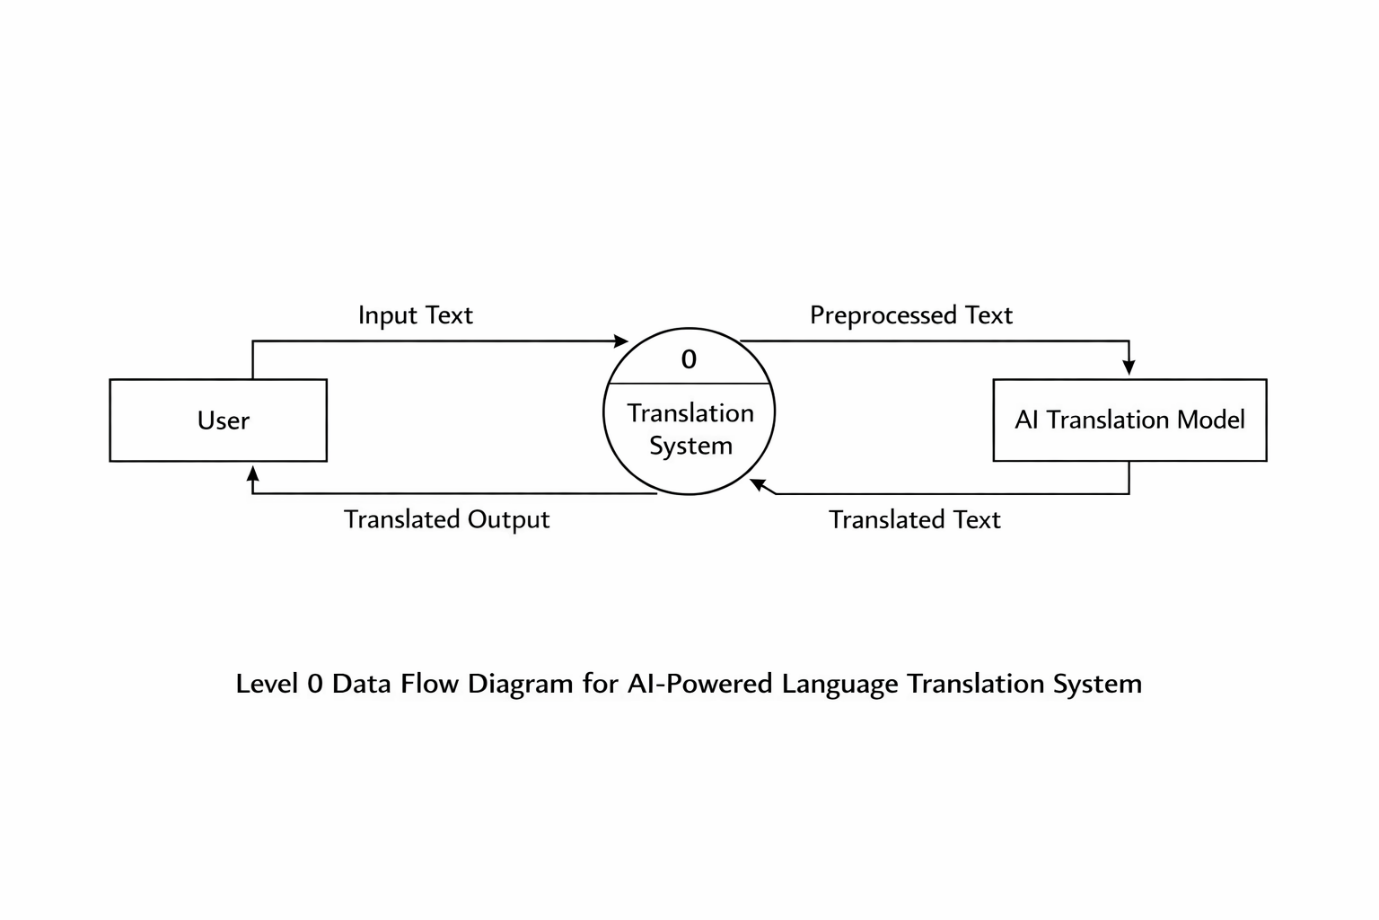 Input Text
Preprocessed Text
0
User
Translation
System
AI Translation Model
Translated Output
Translated Text
Level 0 Data Flow Diagram for AI-Powered Language Translation System